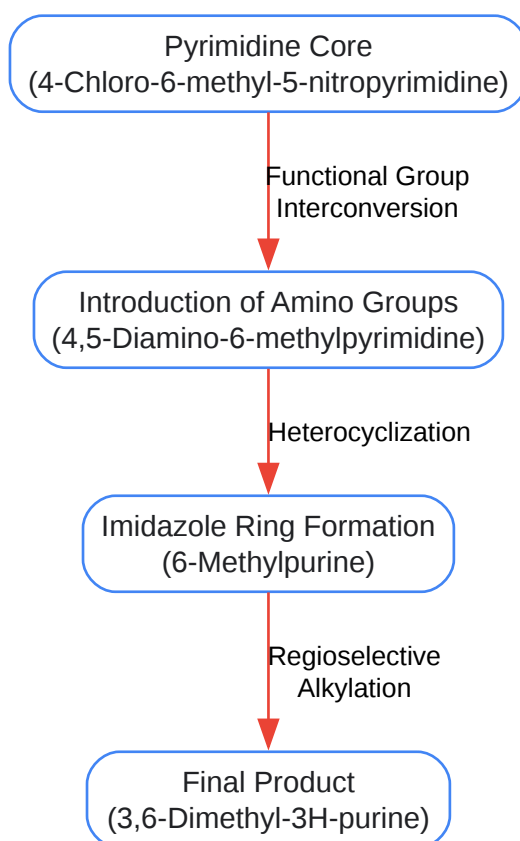 Pyrimidine Core
(4-Chloro-6-methyl-5-nitropyrimidine)
Functional Group
Interconversion
Introduction of Amino Groups
(4,5-Diamino-6-methylpyrimidine)
Heterocyclization
Imidazole Ring Formation
(6-Methylpurine)
Regioselective
Alkylation
Final Product
(3,6-Dimethyl-3H-purine)